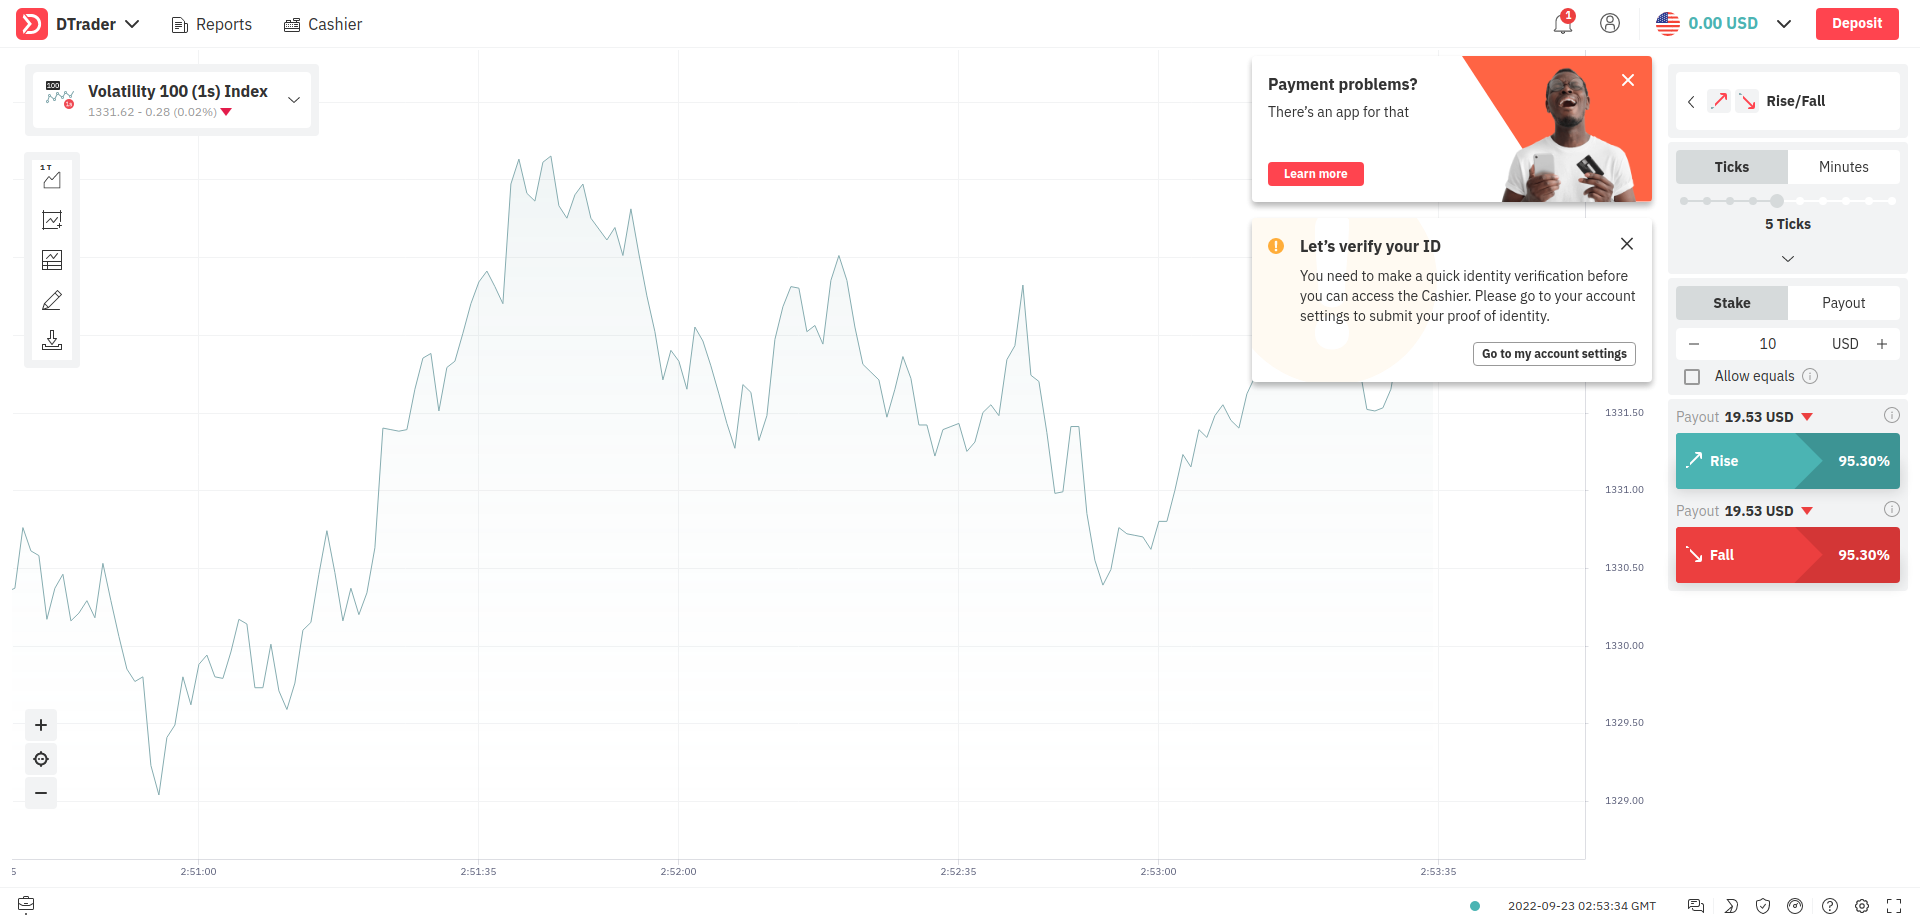 DTrader
Reports
Cashier
1
0.00 USD
Deposit
100
1s
Volatility 100 (1s) Index
1331.62 - 0.28 (0.02%)
1 T
Payment problems?
There's an app for that
Learn more
Let's verify your ID
You need to make a quick identity verification before
you can access the Cashier. Please go to your account
settings to submit your proof of identity.
Go to my account settings
Rise/Fall
Ticks
Minutes
5 Ticks
Stake
Payout
10
USD
Allow equals
Payout 19.53 USD
Rise
95.30%
Payout 19.53 USD
Fall
95.30%
1331.50
1331.00
1330.50
1330.00
1329.50
1329.00
2:51:00
2:51:35
2:52:00
2:52:35
2:53:00
2:53:35
2022-09-23 02:53:34 GMT